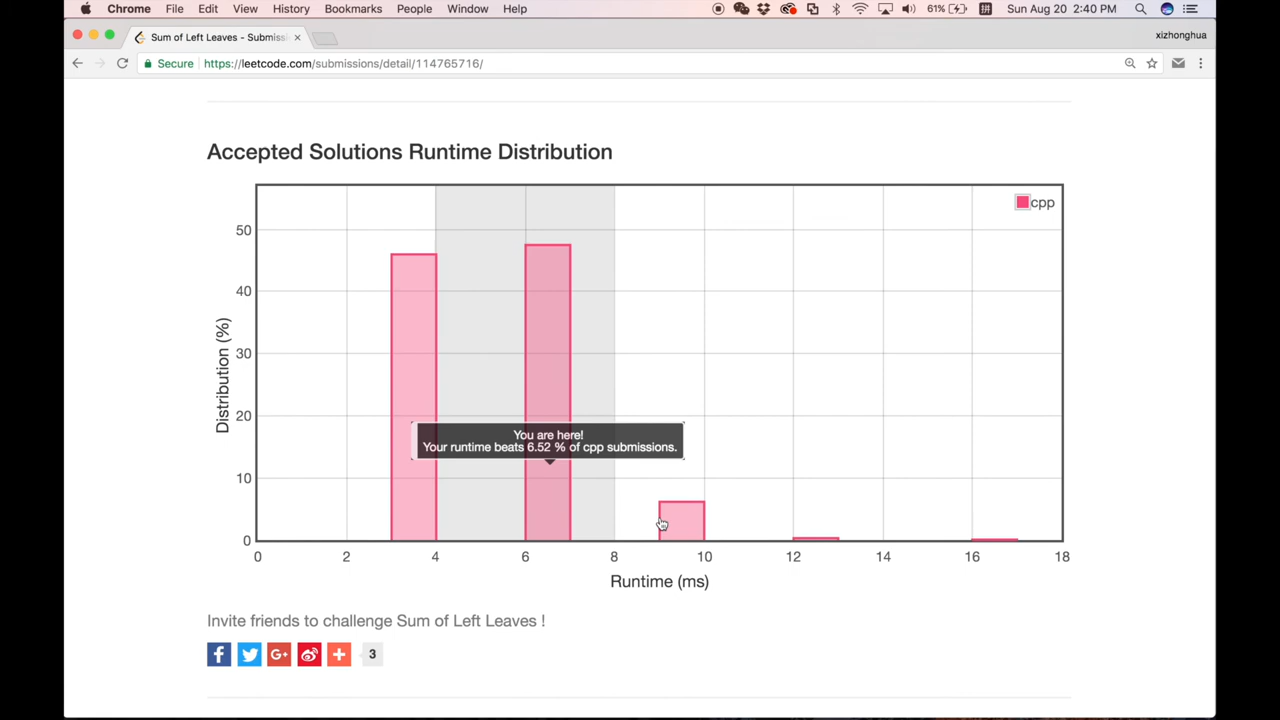 Chrome File Edit View History Bookmarks People Window Help 61% 拼 Sun Aug 20 2:40 PM
Sum of Left Leaves - Submissi xizhonghua
Secure https://leetcode.com/submissions/detail/114765716/
Accepted Solutions Runtime Distribution
cpp
50
40
30
20
10
0
Distribution (%)
You are here!
Your runtime beats 6.52 % of cpp submissions.
0 2 4 6 8 10 12 14 16 18
Runtime (ms)
Invite friends to challenge Sum of Left Leaves !
f G+ 3